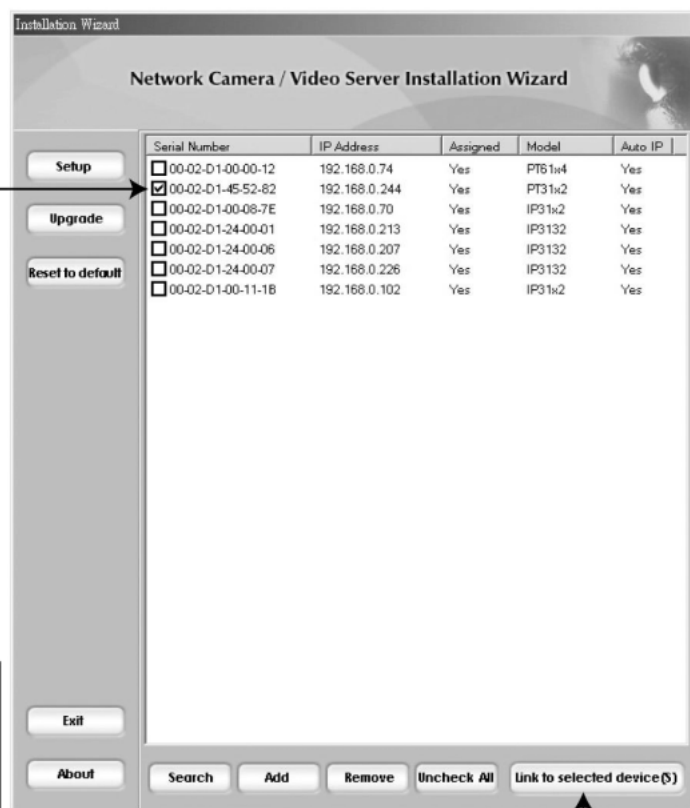 Installation Wizard
Network Camera / Video Server Installation Wizard
Setup
Upgrade
Reset to default
Serial Number IP Address Assigned Model Auto IP
00-02-D1-00-00-12 192.168.0.74 Yes PT61x4 Yes
00-02-D1-45-52-82 192.168.0.244 Yes PT31x2 Yes
00-02-D1-00-08-7E 192.168.0.70 Yes IP31x2 Yes
00-02-D1-24-00-01 192.168.0.213 Yes IP3132 Yes
00-02-D1-24-00-06 192.168.0.207 Yes IP3132 Yes
00-02-D1-24-00-07 192.168.0.226 Yes IP3132 Yes
00-02-D1-00-11-1B 192.168.0.102 Yes IP31x2 Yes
Exit
About
Search Add Remove Uncheck All Link to selected device(S)